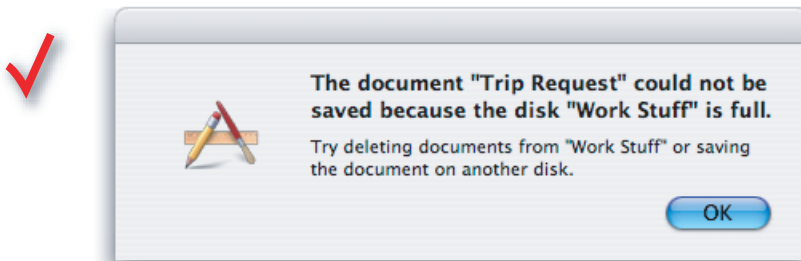 The document "Trip Request" could not be
saved because the disk "Work Stuff" is full.
Try deleting documents from "Work Stuff" or saving
the document on another disk.
OK